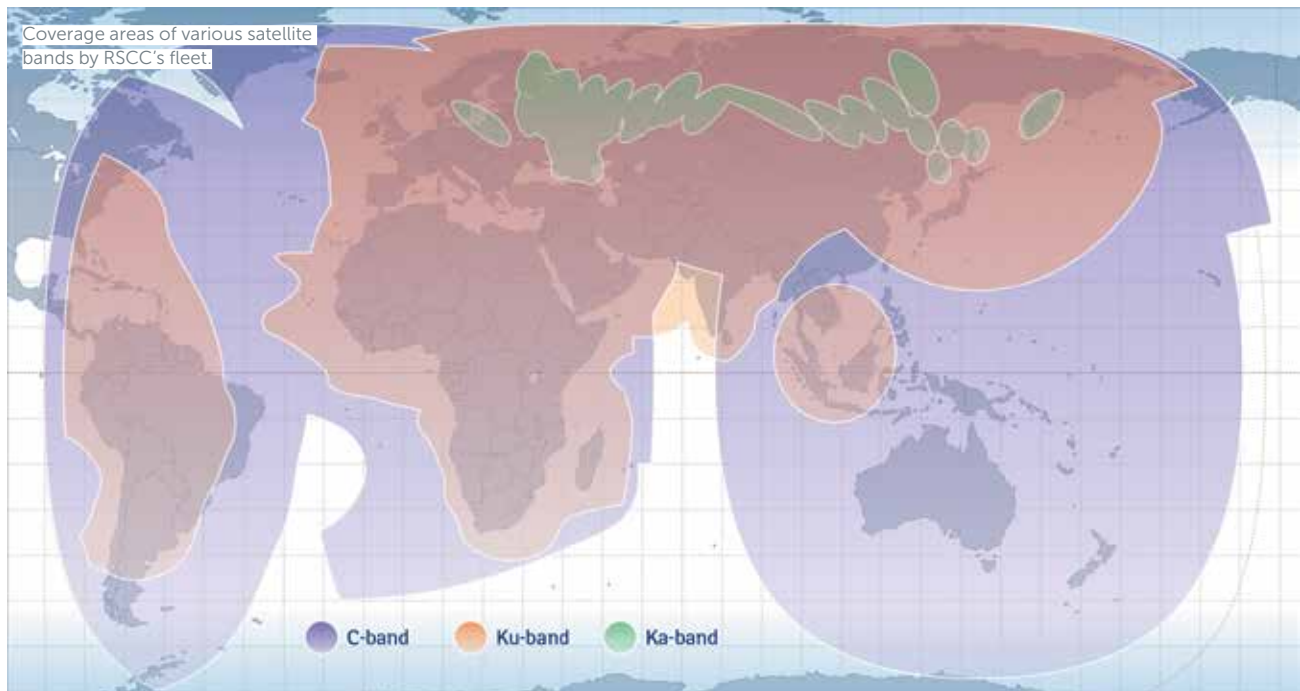 Coverage areas of various satellite
bands by RSCC's fleet.
C-band
Ku-band
Ka-band